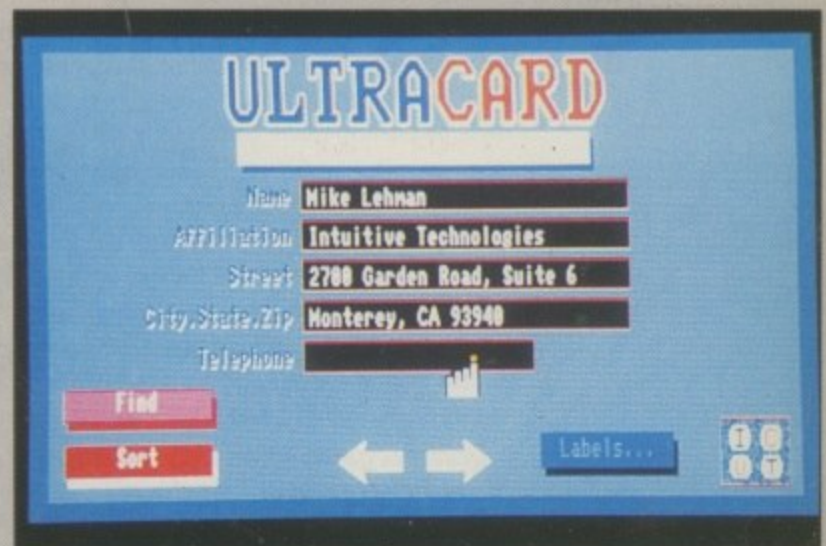 ULTRACARD
Name Mike Lehman
Affiliation Intuitive Technologies
Street 2700 Garden Road, Suite 6
City.State.Zip Monterey, CA 93940
Telephone
Find
Sort
Labels...
I
T